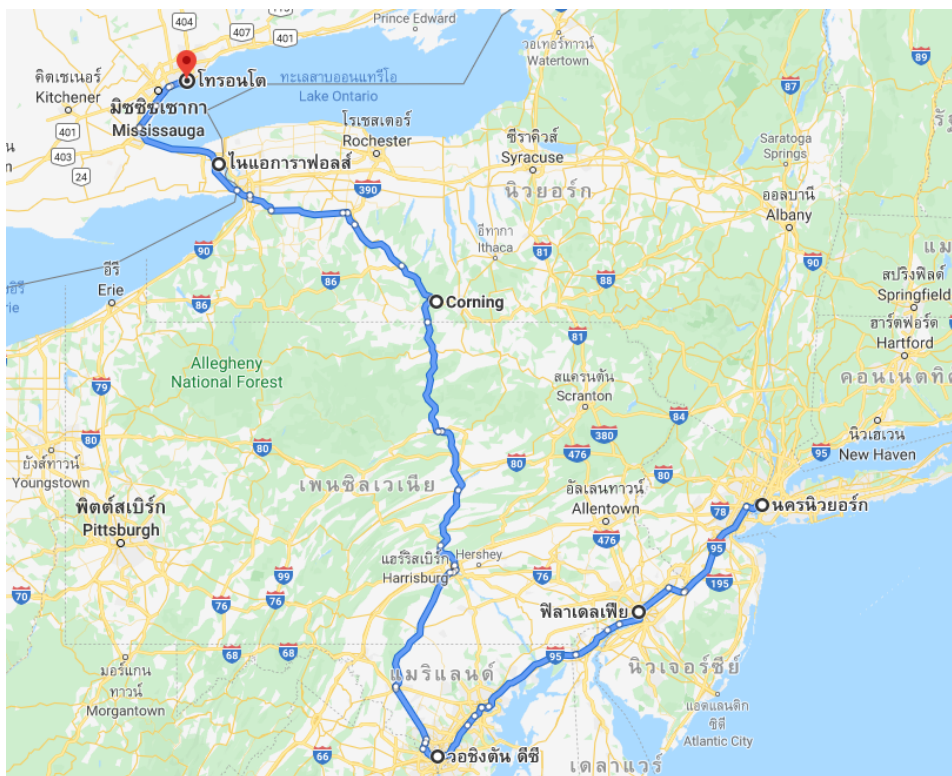 404
407
401
Prince Edward
วอเทอร์ทาวน์
Watertown
คิตเชเนอร์
Kitchener
โทรอนโต
ทะเลสาบออนแทรีโอ
Lake Ontario
มิซซิซเซากา
Mississauga
401
403
24
โรเชสเตอร์
Rochester
ซีราคิวส์
Syracuse
87
89
91
Saratoga
Springs
ไนแอการาฟอลส์
390
นิวยอร์ก
ออลบานี
Albany
90
อีทากา
Ithaca
81
90
อีรี
Erie
86
86
88
Corning
สปริงฟิลด์
Springfield
ฮาร์ตฟอร์ด
Hartford
81
Allegheny
National Forest
79
สแครนตัน
Scranton
84
คอนเนตทิ
80
80
380
476
80
80
95
นิวเฮเวน
New Haven
ยังส์ทาวน์
Youngstown
เพนซิลเวเนีย
อัลเลนทาวน์
Allentown
พิตต์สเบิร์ก
Pittsburgh
78
นครนิวยอร์ก
476
95
แฮร์ริสเบิร์ก
Harrisburg
Hershey
99
76
195
70
76
76
ฟิลาเดลเฟีย
68
68
95
แมริแลนด์
นิวเจอร์ซีย์
มอร์แกน
ทาวน์
Morgantown
แอตแลนติก
ซิตี
Atlantic City
66
วอชิงตัน ดีซี
เดลาแวร์